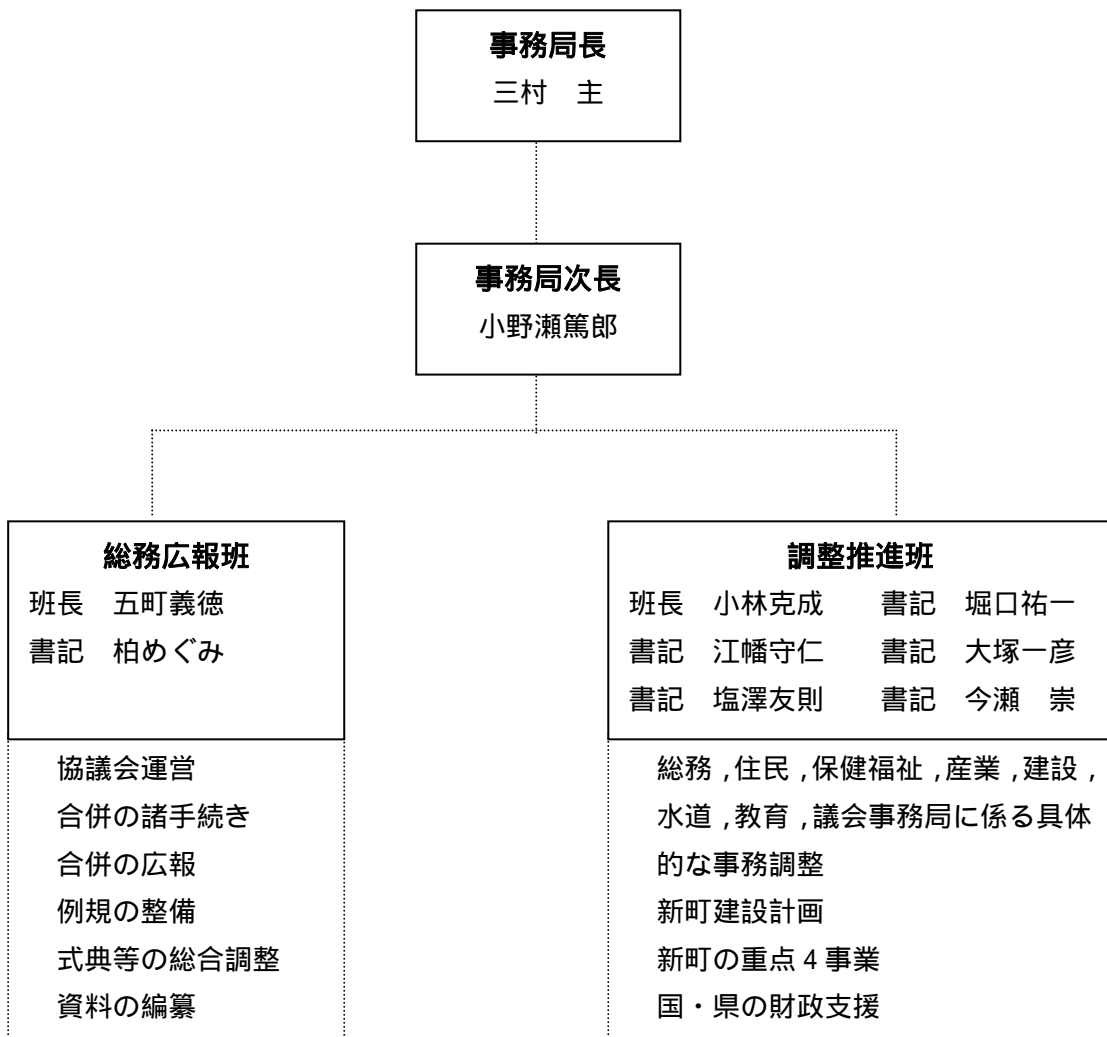 事務局長
三村　主
事務局次長
小野瀬篤郎
総務広報班
班長　五町義徳
書記　柏めぐみ
協議会運営
合併の諸手続き
合併の広報
例規の整備
式典等の総合調整
資料の編纂
調整推進班
班長　小林克成　　書記　堀口祐一
書記　江幡守仁　　書記　大塚一彦
書記　塩澤友則　　書記　今瀬　崇
総務，住民，保健福祉，産業，建設，
水道，教育，議会事務局に係る具体
的な事務調整
新町建設計画
新町の重点４事業
国・県の財政支援